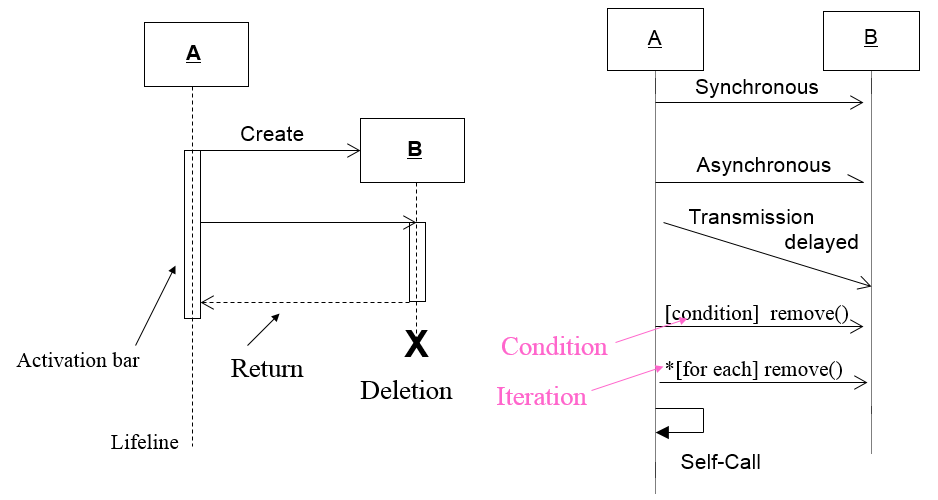 A
Create
B
Activation bar
Return
X
Deletion
Lifeline
A
B
Synchronous
Asynchronous
Transmission
delayed
[condition] remove()
Condition
*[for each] remove()
Iteration
Self-Call